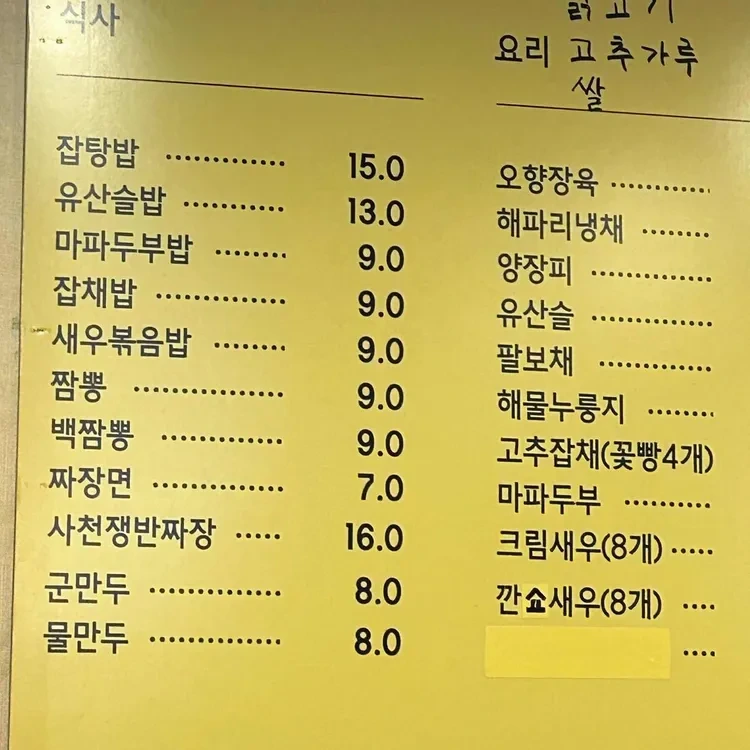 식사
잡탕밥 ............. 15.0
유산슬밥 ........... 13.0
마파두부밥 ........ 9.0
잡채밥 .............. 9.0
새우볶음밥 ........ 9.0
짬뽕 ................. 9.0
백짬뽕 .............. 9.0
짜장면 ............... 7.0
사천쟁반짜장 ..... 16.0
군만두 ............... 8.0
물만두 ............... 8.0
닭고기
요리 고추가루
쌀
오향장육 ............
해파리냉채 ........
양장피 ..............
유산슬 ..............
팔보채 .............
해물누룽지 ........
고추잡채(꽃빵4개)
마파두부 ..........
크림새우(8개) .....
깐쇼새우(8개) ....
....